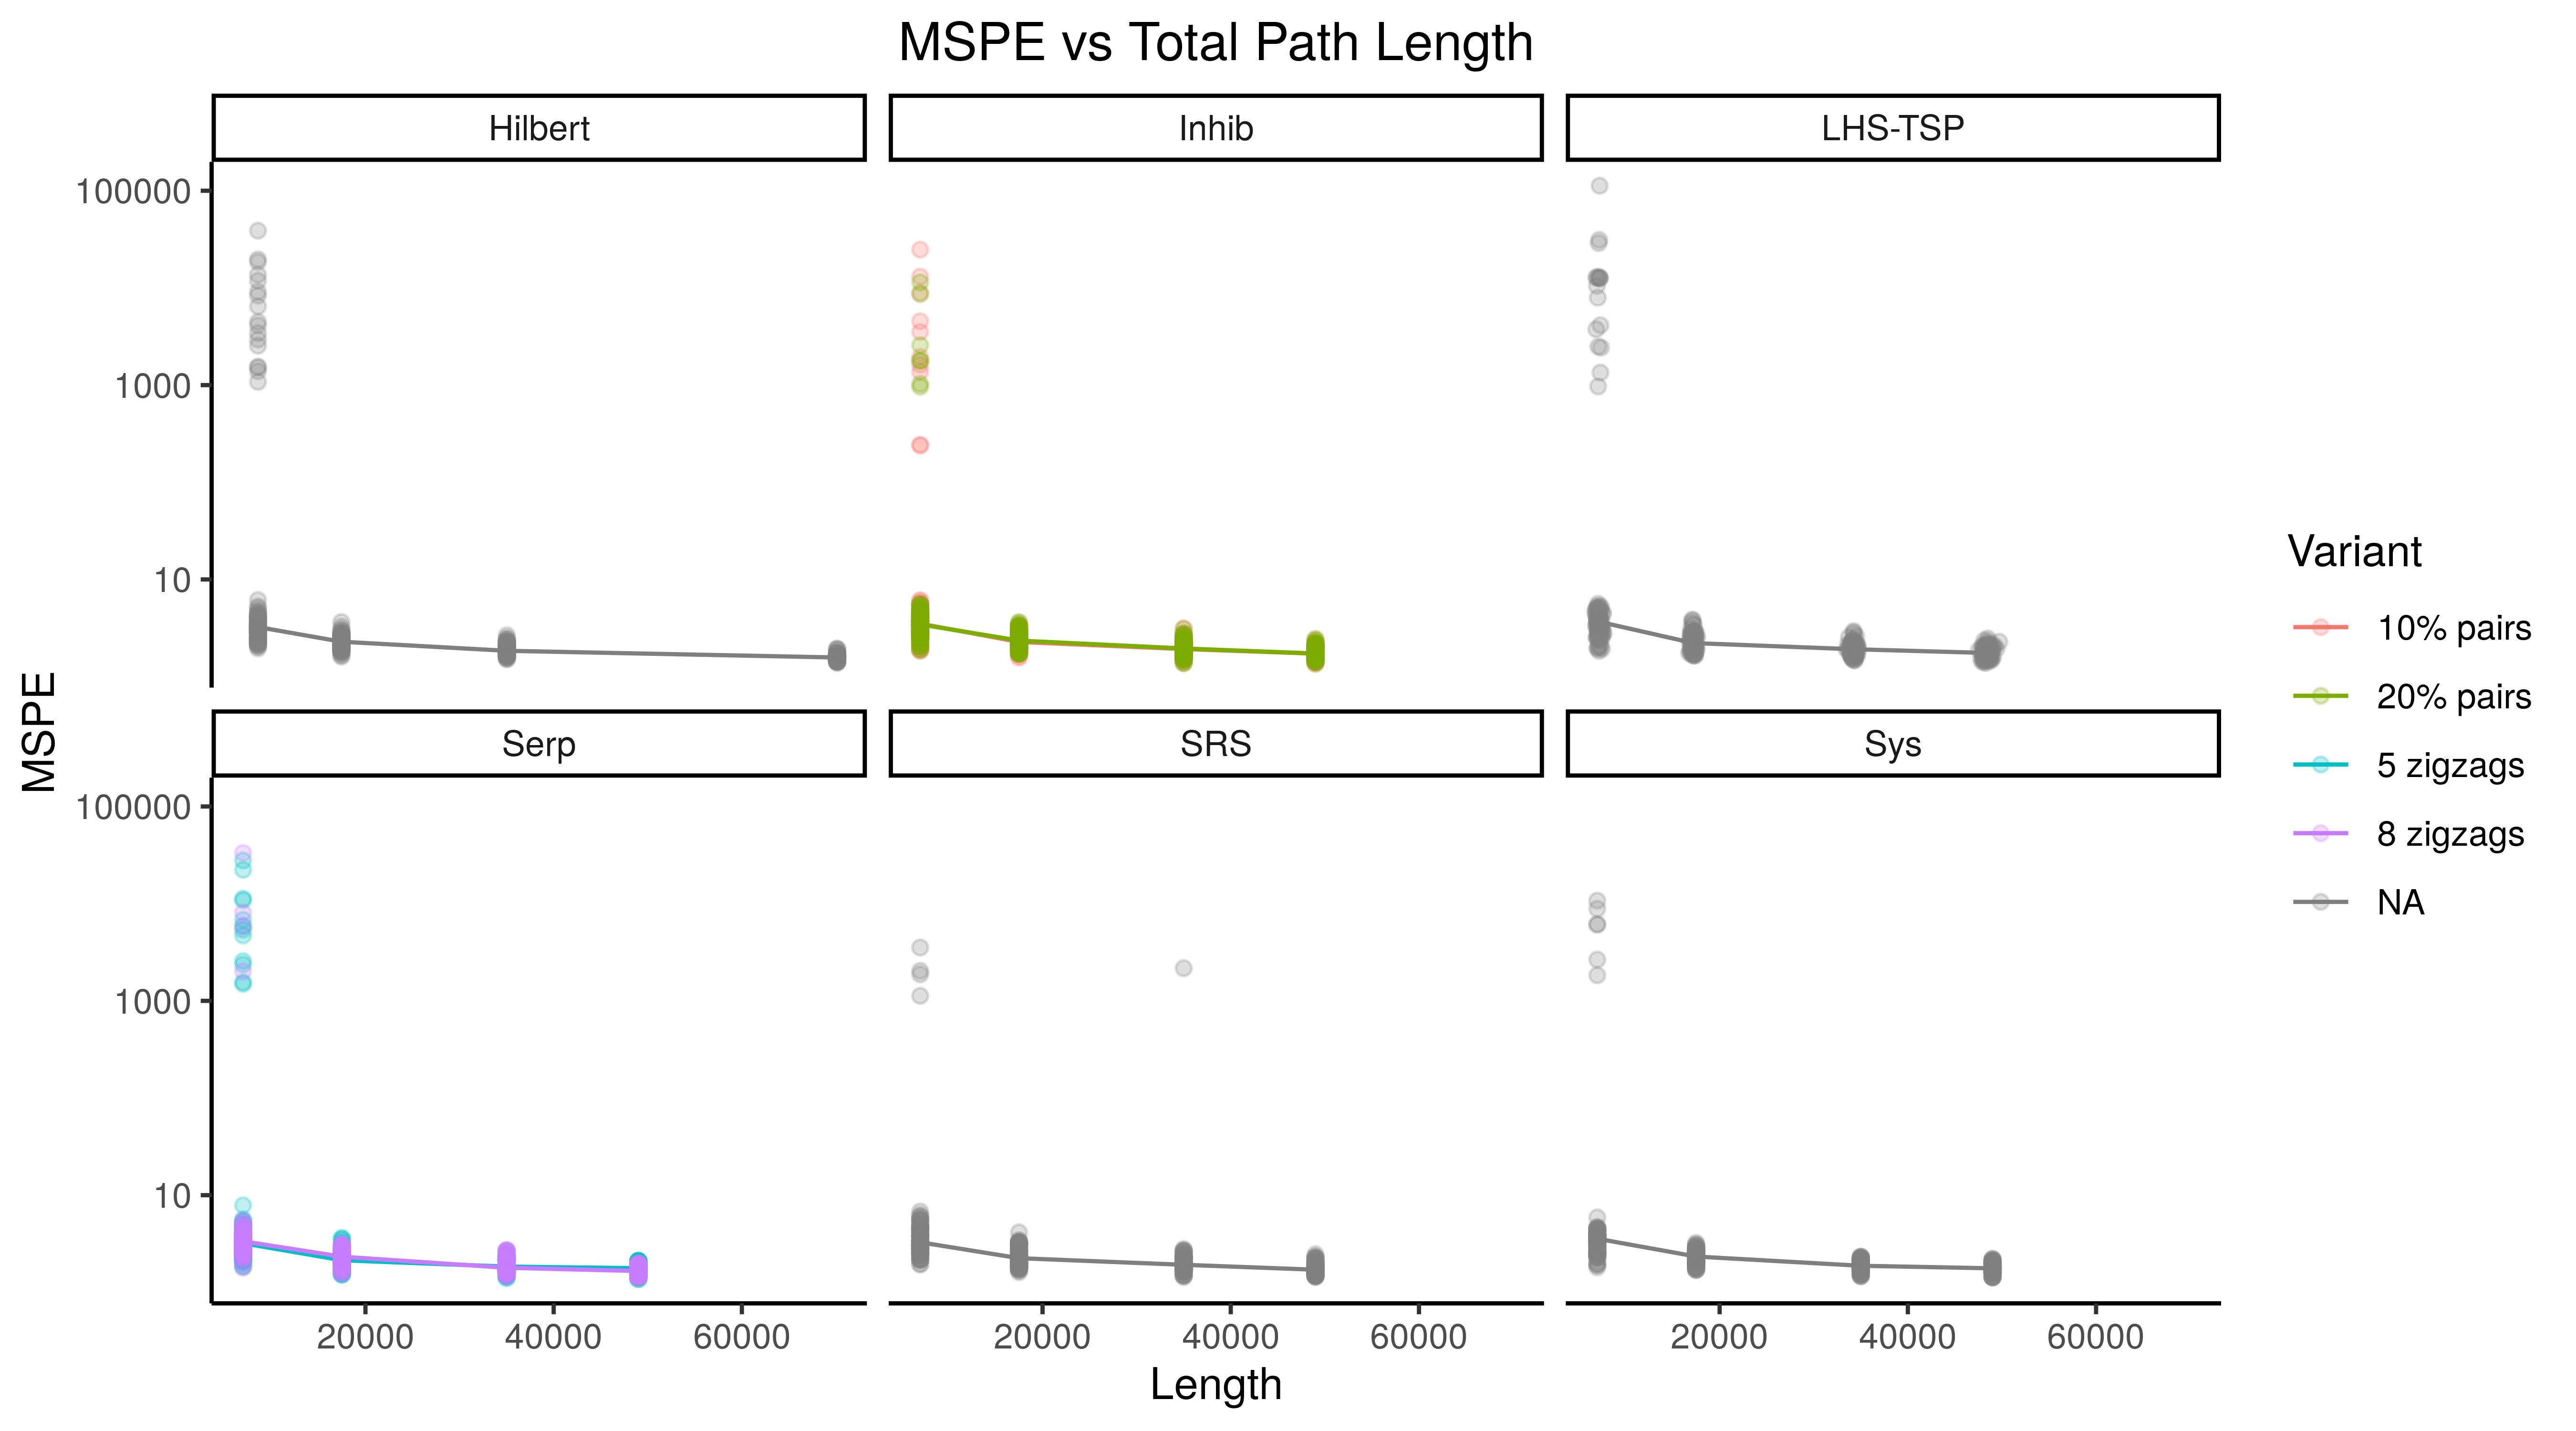 MSPE vs Total Path Length
Hilbert
Inhib
LHS-TSP
100000
1000
10
Serp
SRS
Sys
100000
1000
10
20000
40000
60000
20000
40000
60000
20000
40000
60000
Length
MSPE
Variant
10% pairs
20% pairs
5 zigzags
8 zigzags
NA